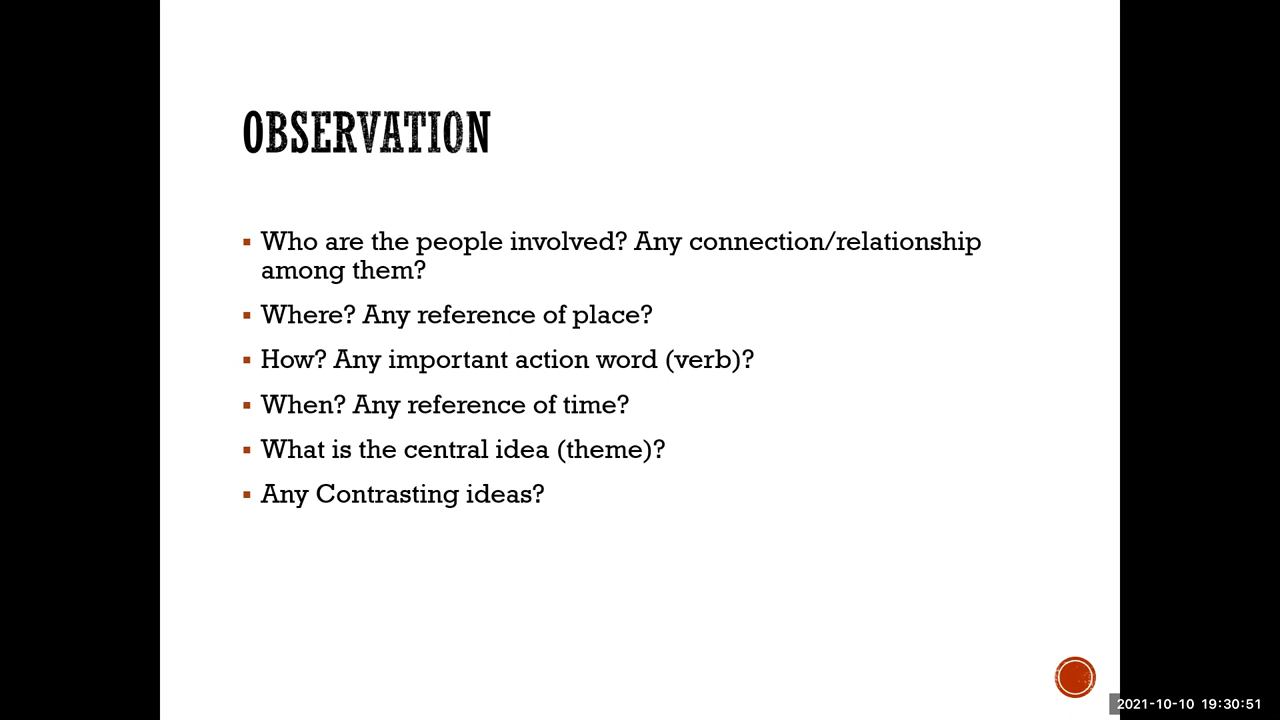 OBSERVATION
▪ Who are the people involved? Any connection/relationship
among them?
▪ Where? Any reference of place?
▪ How? Any important action word (verb)?
▪ When? Any reference of time?
▪ What is the central idea (theme)?
▪ Any Contrasting ideas?
2021-10-10 19:30:51